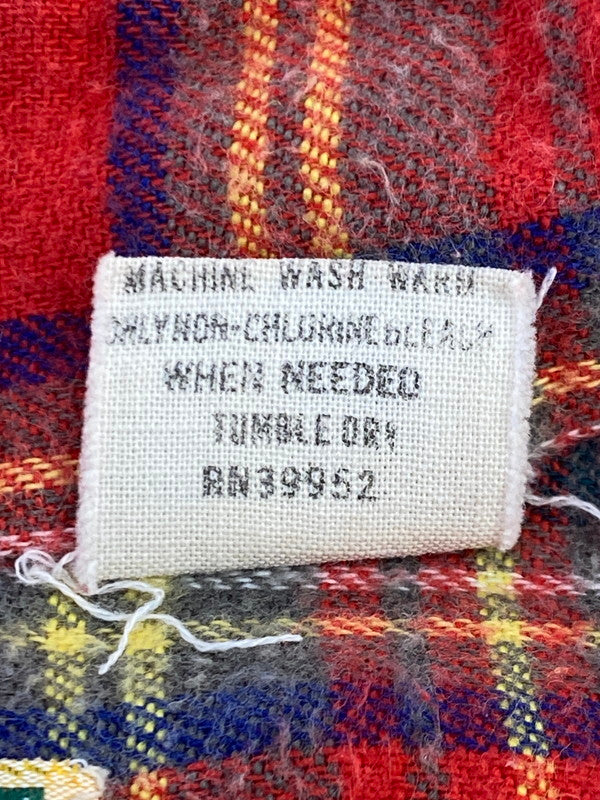 MACHINE WASH WARM
ONLY NON-CHLORINE BLEACH
WHEN NEEDED
TUMBLE DRY
RN39952